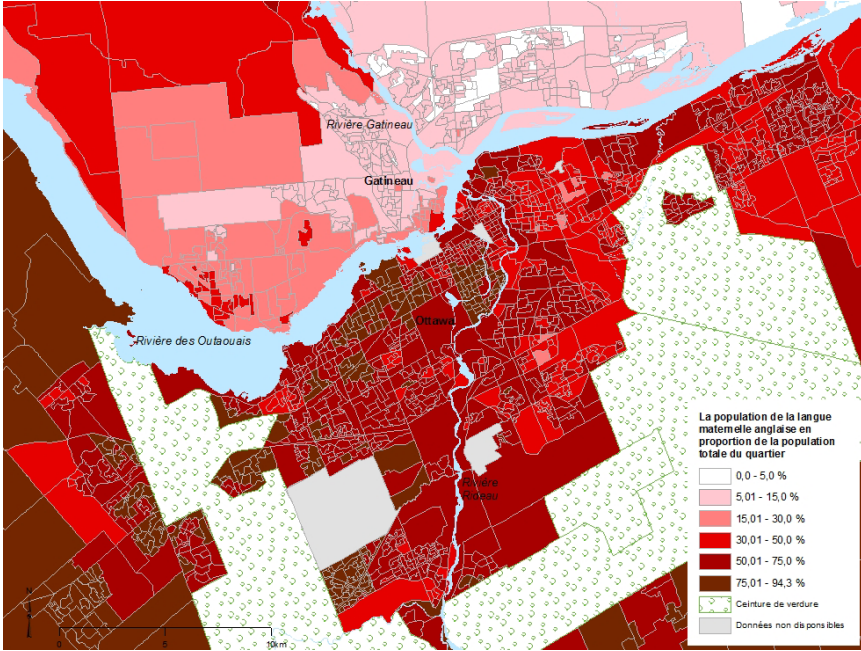 Rivière Gatineau
Gatineau
Ottawa
Rivière des Outaouais
Rivière
Rideau
La population de la langue
maternelle anglaise en
proportion de la population
totale du quartier
0,0 - 5,0 %
5,01 - 15,0 %
15,01 - 30,0 %
30,01 - 50,0 %
50,01 - 75,0 %
75,01 - 94,3 %
Ceinture de verdure
Données non disponibles
N
0 5 10km